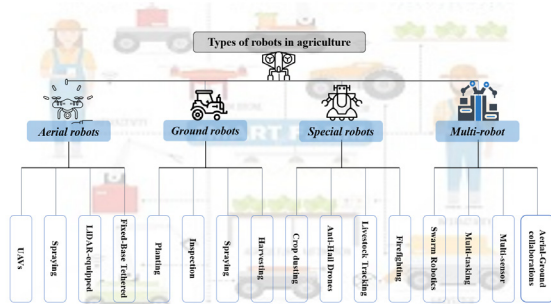 Types of robots in agriculture
Aerial robots
Ground robots
Special robots
Multi-robot
UAVs
Spraying
LiDAR-equipped
Fixed-Base Tethered
Planting
Inspection
Spraying
Harvesting
Crop dusting
Anti-Hail Drones
Livestock Tracking
Firefighting
Swarm Robotics
Multi-tasking
Multi-sensor
Aerial-Ground
collaborations